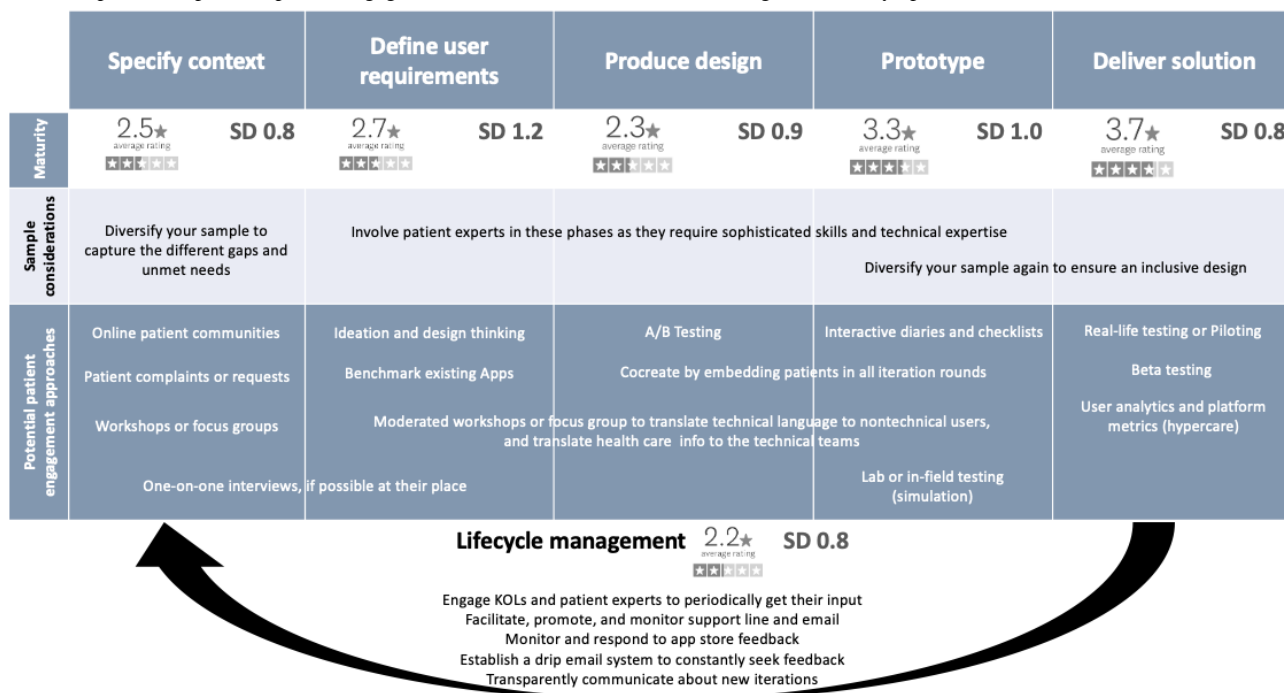 Specify context
Define user
requirements
Produce design
Prototype
Deliver solution
Maturity
2.5★
average rating
SD 0.8
2.7★
average rating
SD 1.2
2.3★
average rating
SD 0.9
3.3★
average rating
SD 1.0
3.7★
average rating
SD 0.8
Sample
considerations
Diversify your sample to
capture the different gaps and
unmet needs
Involve patient experts in these phases as they require sophisticated skills and technical expertise
Diversify your sample again to ensure an inclusive design
Potential patient
engagement approaches
Online patient communities
Ideation and design thinking
A/B Testing
Interactive diaries and checklists
Real-life testing or Piloting
Patient complaints or requests
Benchmark existing Apps
Cocreate by embedding patients in all iteration rounds
Beta testing
Workshops or focus groups
Moderated workshops or focus group to translate technical language to nontechnical users,
and translate health care info to the technical teams
User analytics and platform
metrics (hypercare)
One-on-one interviews, if possible at their place
Lab or in-field testing
(simulation)
Lifecycle management
2.2★
average rating
SD 0.8
Engage KOLs and patient experts to periodically get their input
Facilitate, promote, and monitor support line and email
Monitor and respond to app store feedback
Establish a drip email system to constantly seek feedback
Transparently communicate about new iterations